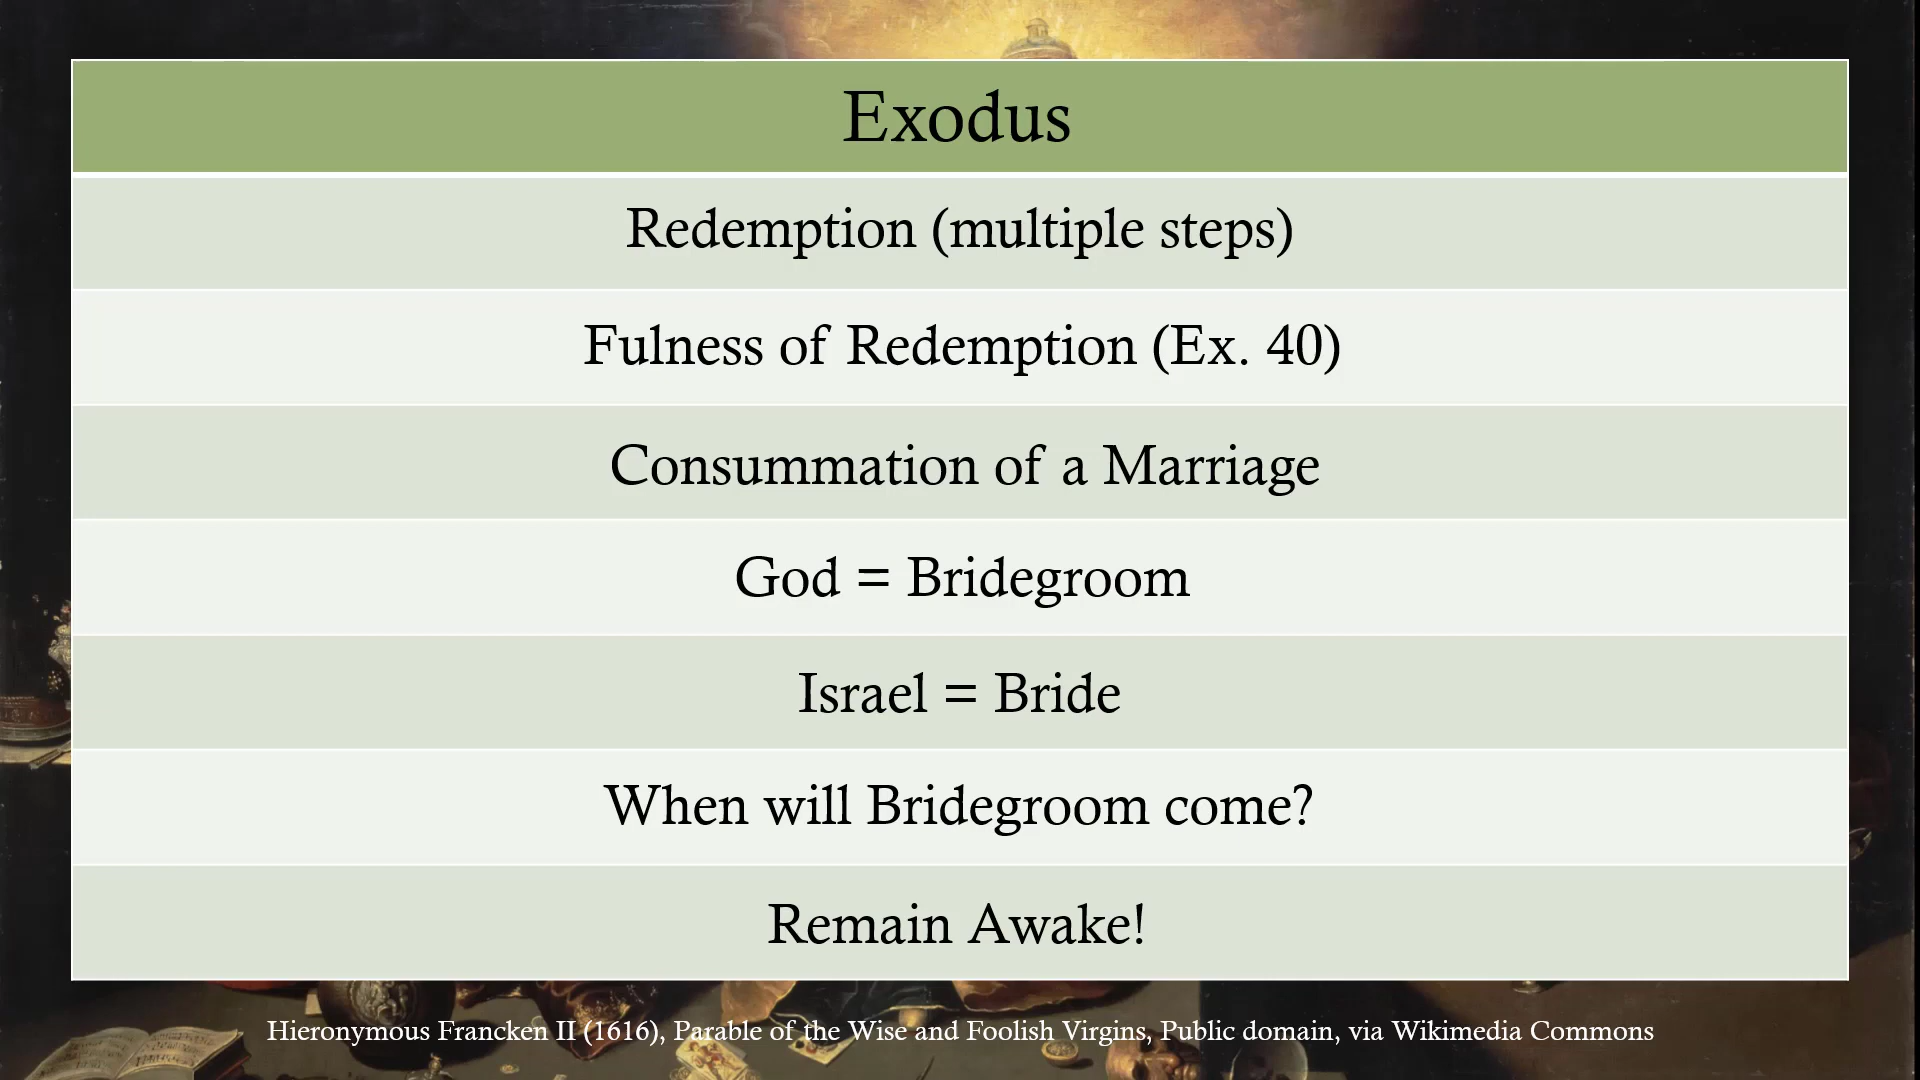 Exodus
Redemption (multiple steps)
Fulness of Redemption (Ex. 40)
Consummation of a Marriage
God = Bridegroom
Israel = Bride
When will Bridegroom come?
Remain Awake!
Hieronymous Francken II (1616), Parable of the Wise and Foolish Virgins, Public domain, via Wikimedia Commons